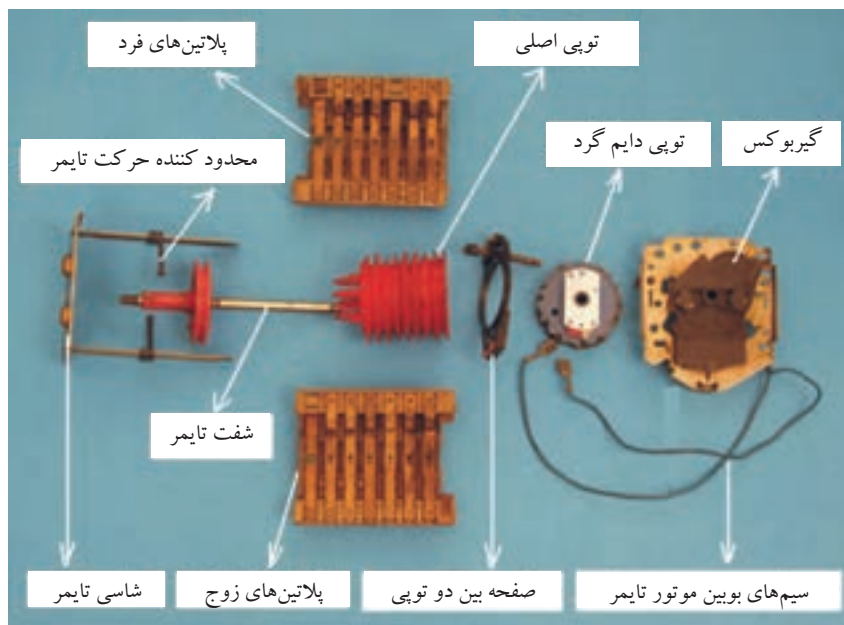 توپی اصلی
پلاتین‌های فرد
گیربوکس
توپی دایم گرد
محدود کننده حرکت تایمر
شفت تایمر
سیم‌های بوبین موتور تایمر
صفحه بین دو توپی
پلاتین‌های زوج
شاسی تایمر